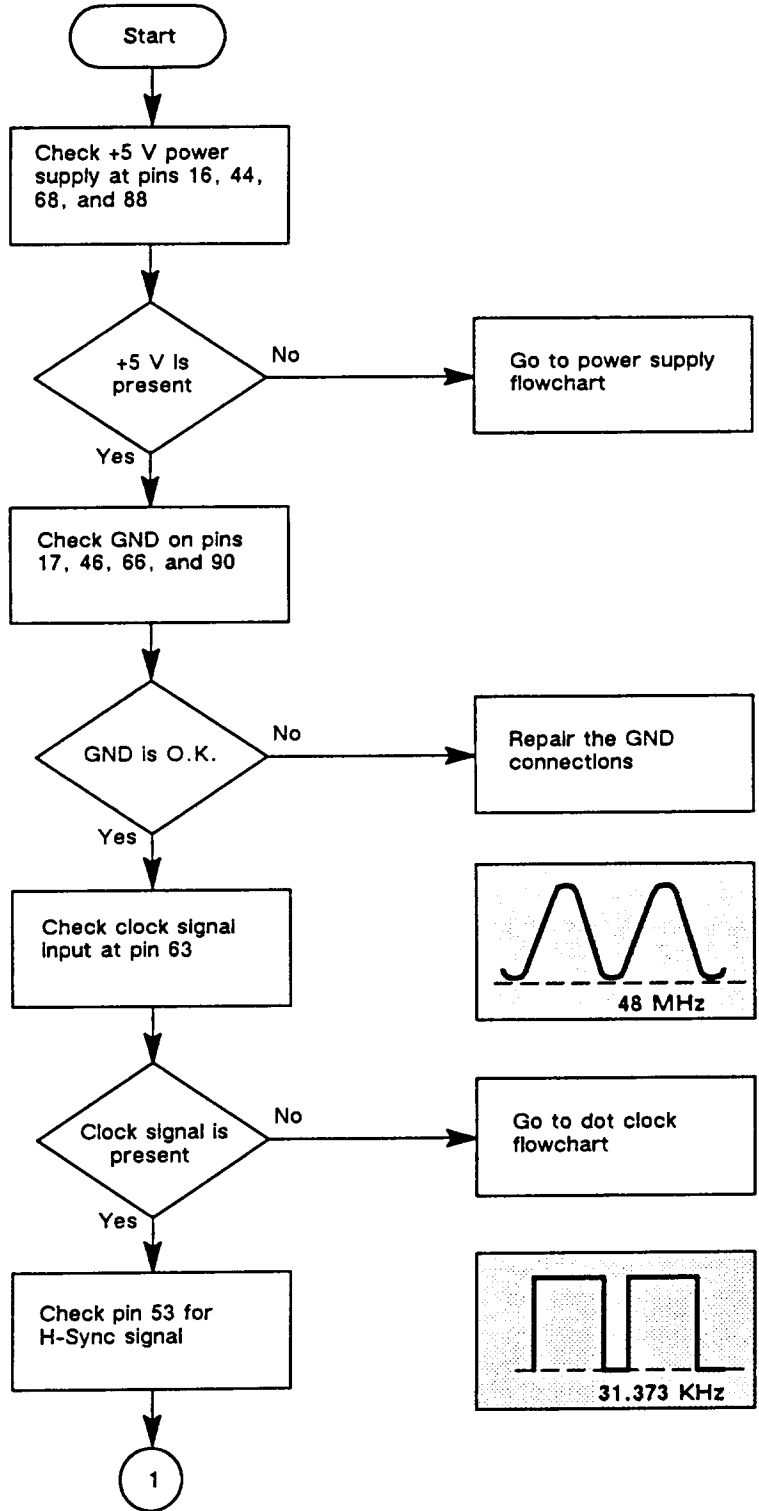 Start
Check +5 V power
supply at pins 16, 44,
68, and 88
+5 V is
present
No
Go to power supply
flowchart
Yes
Check GND on pins
17, 46, 66, and 90
GND is O.K.
No
Repair the GND
connections
Yes
Check clock signal
input at pin 63
48 MHz
Clock signal is
present
No
Go to dot clock
flowchart
Yes
Check pin 53 for
H-Sync signal
31.373 KHz
1